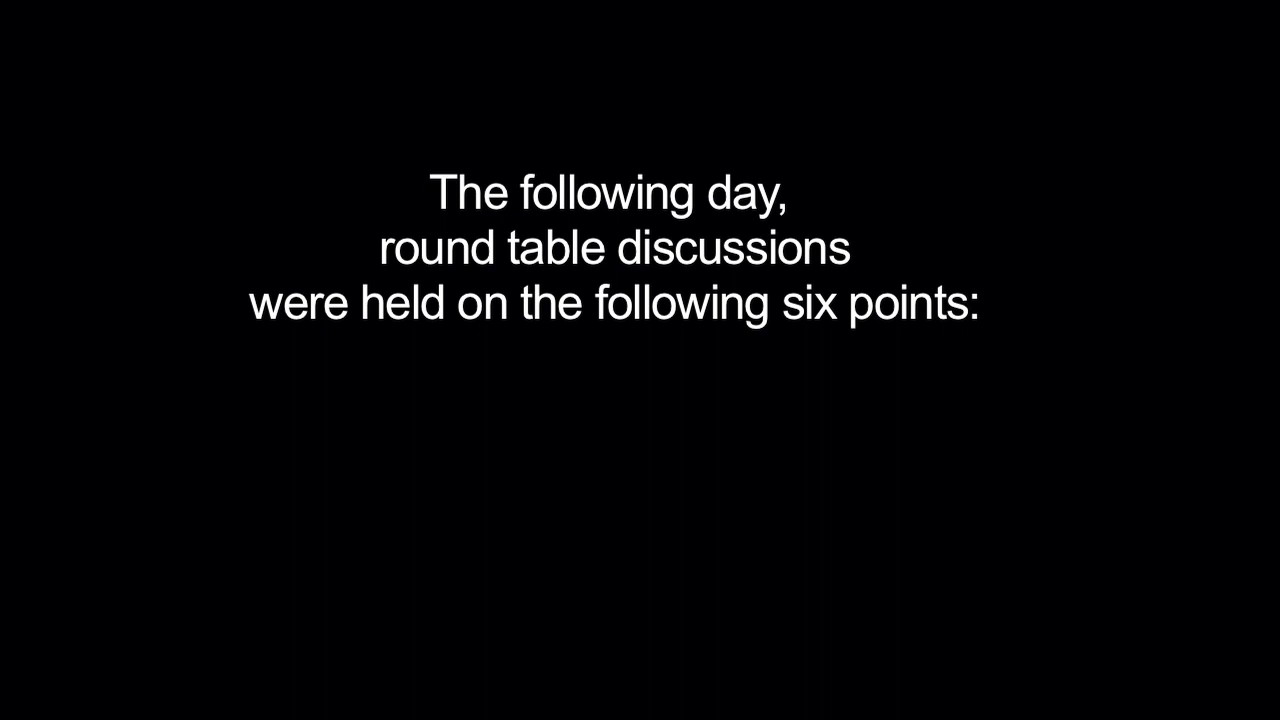 The following day,
round table discussions
were held on the following six points: